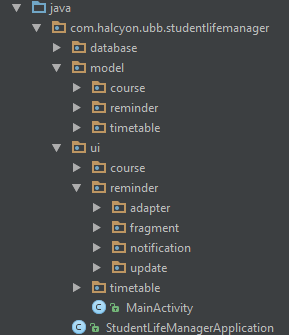 java
com.halcyon.ubb.studentlifemanager
database
model
course
reminder
timetable
ui
course
reminder
adapter
fragment
notification
update
timetable
MainActivity
StudentLifeManagerApplication